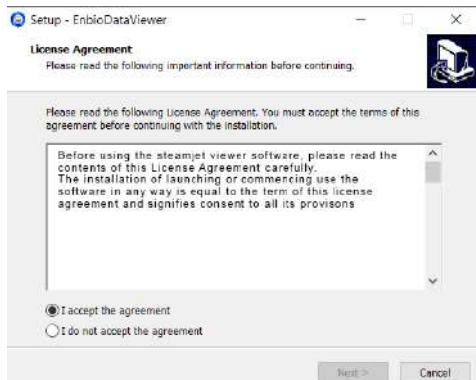 Setup - EnbioDataViewer
License Agreement
Please read the following important information before continuing.
Please read the following License Agreement. You must accept the terms of this
agreement before continuing with the installation.
Before using the steamjet viewer software, please read the
contents of this License Agreement carefully.
The installation of launching or commencing use the
software in any way is equal to the term of this license
agreement and signifies consent to all its provisons
I accept the agreement
I do not accept the agreement
Next >
Cancel